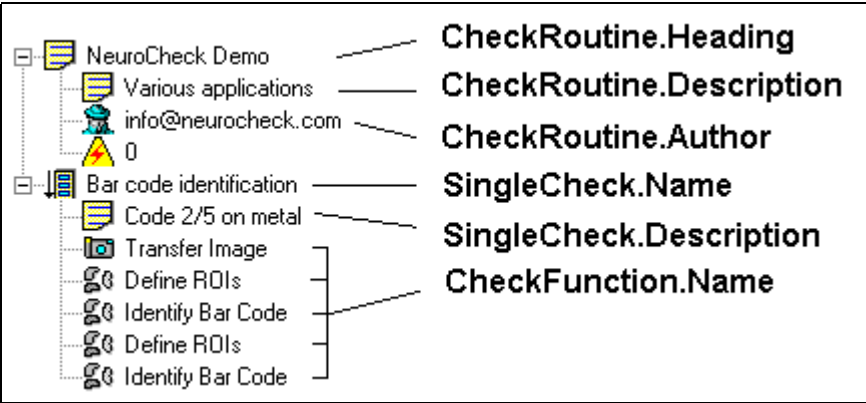 NeuroCheck Demo CheckRoutine.Heading
Various applications CheckRoutine.Description
info@neurocheck.com CheckRoutine.Author
0
Bar code identification SingleCheck.Name
Code 2/5 on metal SingleCheck.Description
Transfer Image
Define ROIs CheckFunction.Name
Identify Bar Code
Define ROIs
Identify Bar Code